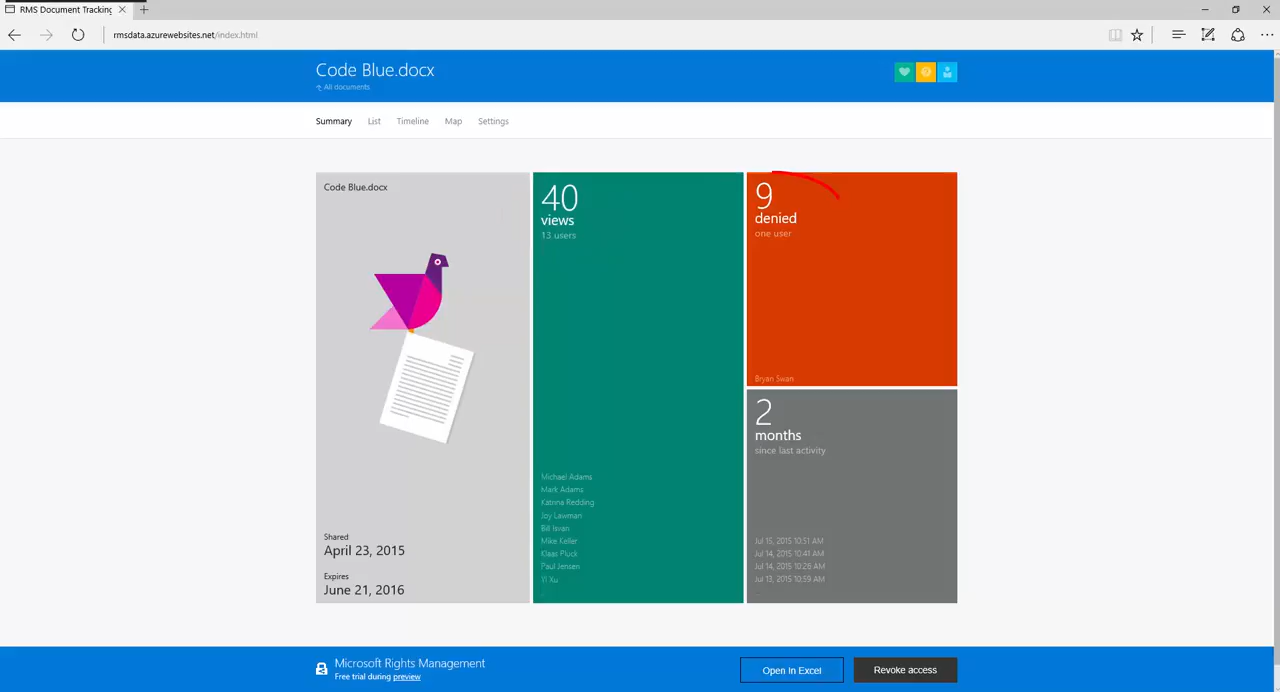 RMS Document Tracking
rmsdata.azurewebsites.net/index.html
Code Blue.docx
All documents
Summary List Timeline Map Settings
Code Blue.docx
Shared
April 23, 2015
Expires
June 21, 2016
40
views
13 users
Michael Adams
Mark Adams
Katrina Redding
Joy Lawman
Bill Isvan
Mike Keller
Klaas Pluck
Paul Jensen
Yi Xu
9
denied
one user
Bryan Swan
2
months
since last activity
Jul 15, 2015 10:51 AM
Jul 14, 2015 10:41 AM
Jul 14, 2015 10:26 AM
Jul 13, 2015 10:59 AM
Microsoft Rights Management
Free trial during preview
Open In Excel
Revoke access